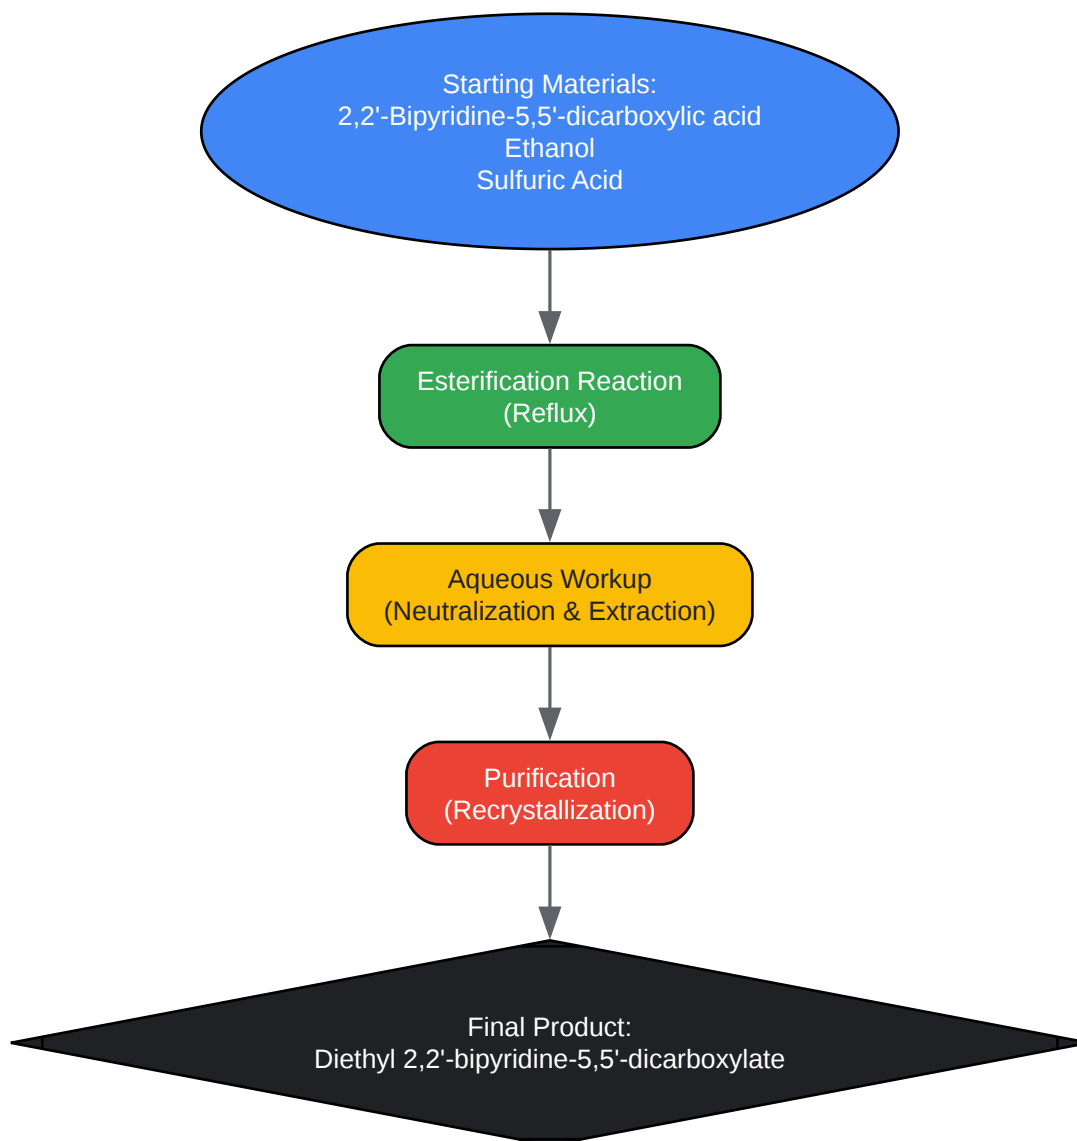 Starting Materials:
2,2'-Bipyridine-5,5'-dicarboxylic acid
Ethanol
Sulfuric Acid
Esterification Reaction
(Reflux)
Aqueous Workup
(Neutralization & Extraction)
Purification
(Recrystallization)
Final Product:
Diethyl 2,2'-bipyridine-5,5'-dicarboxylate